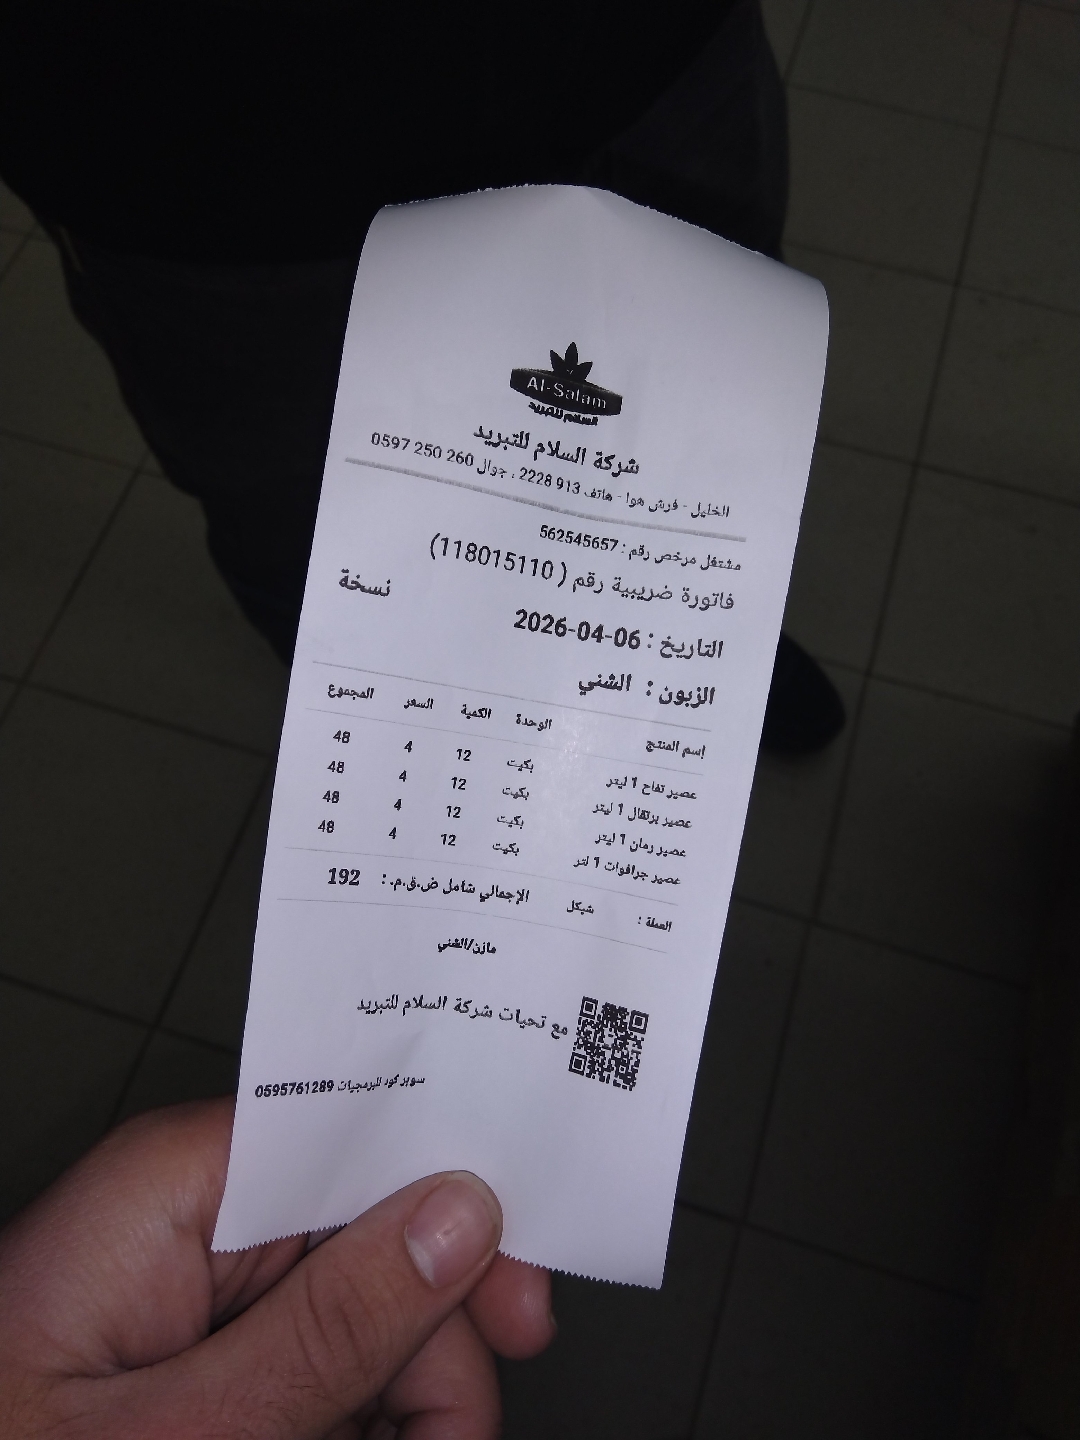 Al-Salam
السلام للتبريد
شركة السلام للتبريد
الخليل - فرش هوا - هاتف 913 2228 ، جوال 260 250 0597
مشتغل مرخص رقم : 562545657
فاتورة ضريبية رقم ( 118015110)
نسخة
التاريخ : 06-04-2026
الزبون : الشني
إسم المنتج الوحدة الكمية السعر المجموع
عصير تفاح 1 ليتر بكيت 12 4 48
عصير برتقال 1 ليتر بكيت 12 4 48
عصير رمان 1 ليتر بكيت 12 4 48
عصير جرافوات 1 لتر بكيت 12 4 48
العملة : شيكل الإجمالي شامل ض.ق.م. : 192
مازن/الشني
مع تحيات شركة السلام للتبريد
سوبر كود للبرمجيات 0595761289